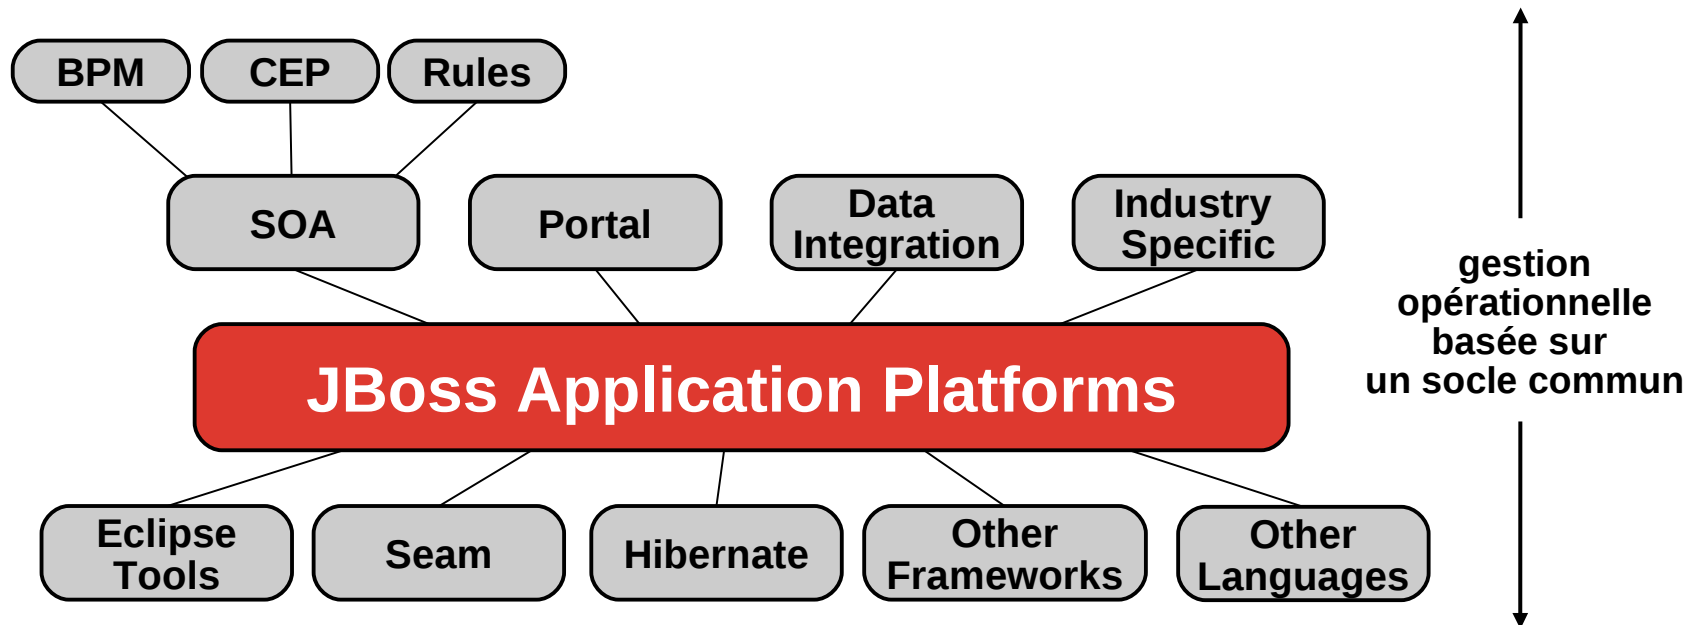 BPM
CEP
Rules
SOA
Portal
Data
Integration
Industry
Specific
gestion
opérationnelle
basée sur
un socle commun
JBoss Application Platforms
Eclipse
Tools
Seam
Hibernate
Other
Frameworks
Other
Languages